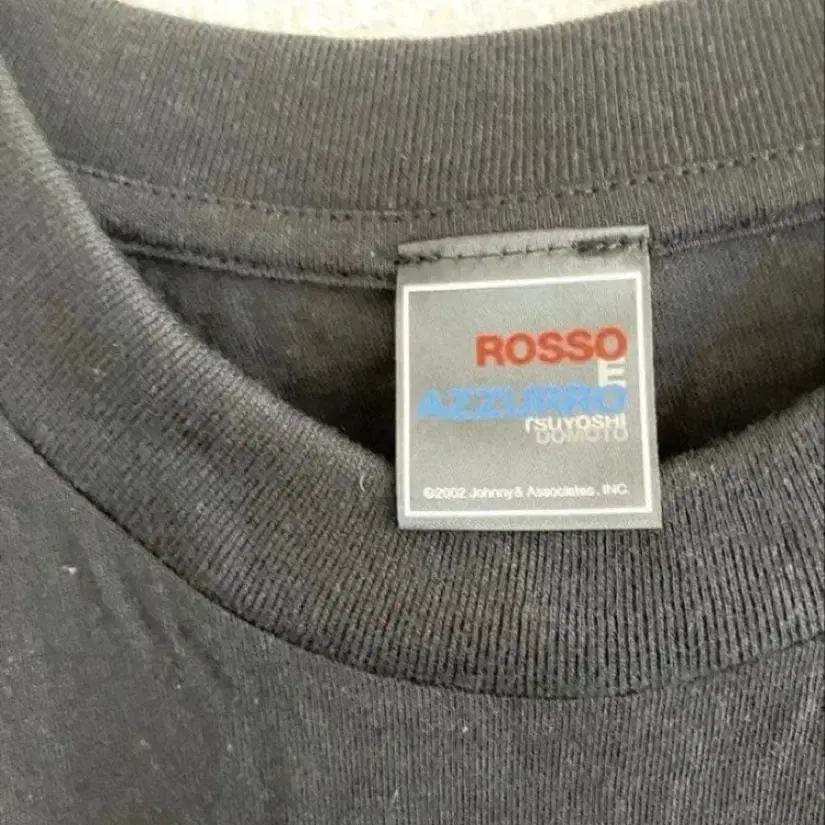 ROSSO
E
AZZURRO
TSUYOSHI
DOMOTO
©2002 Johnny& Associates, INC.